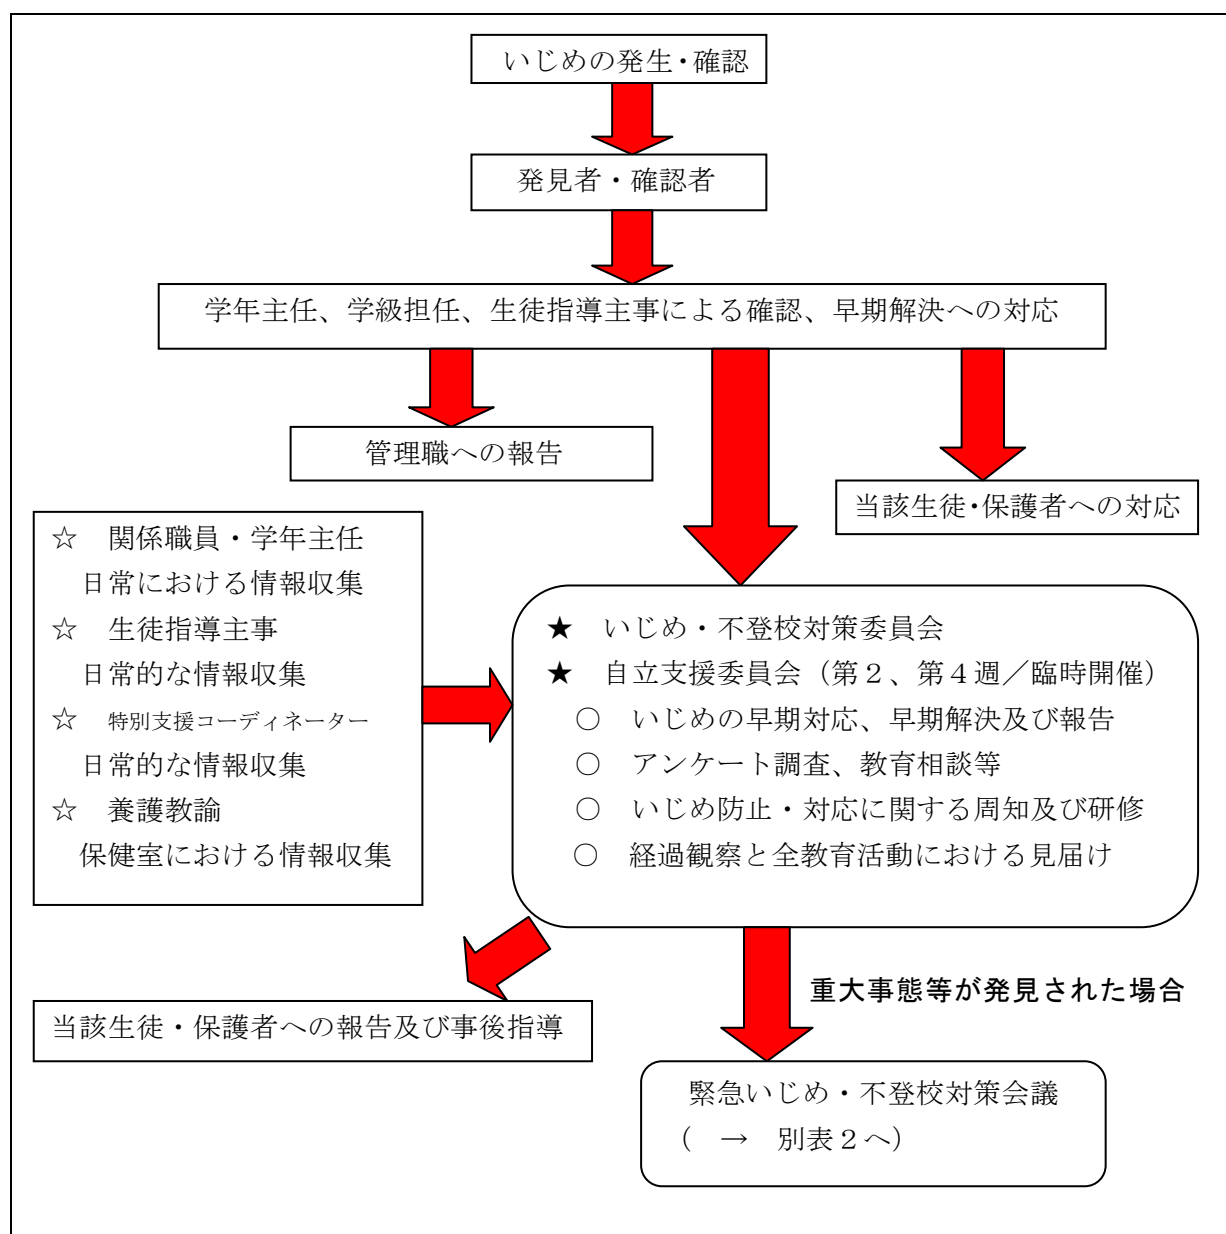 いじめの発生・確認
発見者・確認者
学年主任、学級担任、生徒指導主事による確認、早期解決への対応
管理職への報告
当該生徒・保護者への対応
☆　関係職員・学年主任
日常における情報収集
☆　生徒指導主事
日常的な情報収集
☆　特別支援コーディネーター
日常的な情報収集
☆　養護教諭
保健室における情報収集
★　いじめ・不登校対策委員会
★　自立支援委員会（第２、第４週／臨時開催）
○　いじめの早期対応、早期解決及び報告
○　アンケート調査、教育相談等
○　いじめ防止・対応に関する周知及び研修
○　経過観察と全教育活動における見届け
当該生徒・保護者への報告及び事後指導
重大事態等が発見された場合
緊急いじめ・不登校対策会議
（　→　別表２へ）